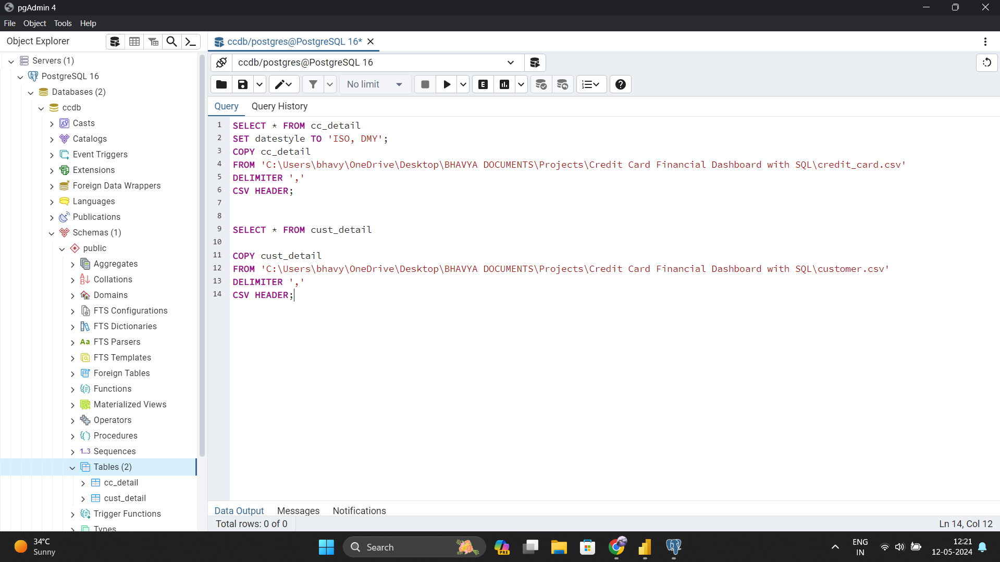 pgAdmin 4
File Object Tools Help
Object Explorer
ccdb/postgres@PostgreSQL 16*
ccdb/postgres@PostgreSQL 16
No limit
E
Query Query History
Servers (1)
PostgreSQL 16
Databases (2)
ccdb
Casts
Catalogs
Event Triggers
Extensions
Foreign Data Wrappers
Languages
Publications
Schemas (1)
public
Aggregates
Collations
Domains
FTS Configurations
FTS Dictionaries
Aa FTS Parsers
FTS Templates
Foreign Tables
Functions
Materialized Views
Operators
Procedures
1..3 Sequences
Tables (2)
cc_detail
cust_detail
Trigger Functions
Types
1 SELECT * FROM cc_detail
2 SET datestyle TO 'ISO, DMY';
3 COPY cc_detail
4 FROM 'C:\Users\bhavy\OneDrive\Desktop\BHAVYA DOCUMENTS\Projects\Credit Card Financial Dashboard with SQL\credit_card.csv'
5 DELIMITER ','
6 CSV HEADER;
7
8
9 SELECT * FROM cust_detail
10
11 COPY cust_detail
12 FROM 'C:\Users\bhavy\OneDrive\Desktop\BHAVYA DOCUMENTS\Projects\Credit Card Financial Dashboard with SQL\customer.csv'
13 DELIMITER ','
14 CSV HEADER;
Data Output Messages Notifications
Total rows: 0 of 0
Ln 14, Col 12
34°C
Sunny
Search
PRE
ENG
IN
12:21
12-05-2024